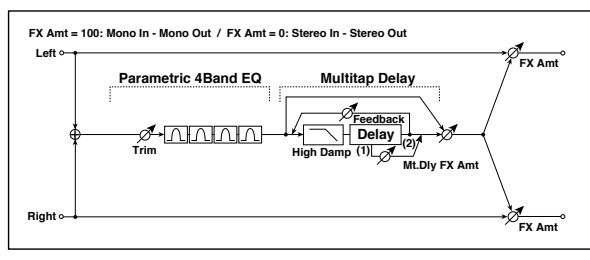 FX Amt = 100: Mono In - Mono Out / FX Amt = 0: Stereo In - Stereo Out
Left
FX Amt
Parametric 4Band EQ
Multitap Delay
Feedback
Trim
High Damp
Delay
(1)
(2)
Mt.Dly FX Amt
Right
FX Amt